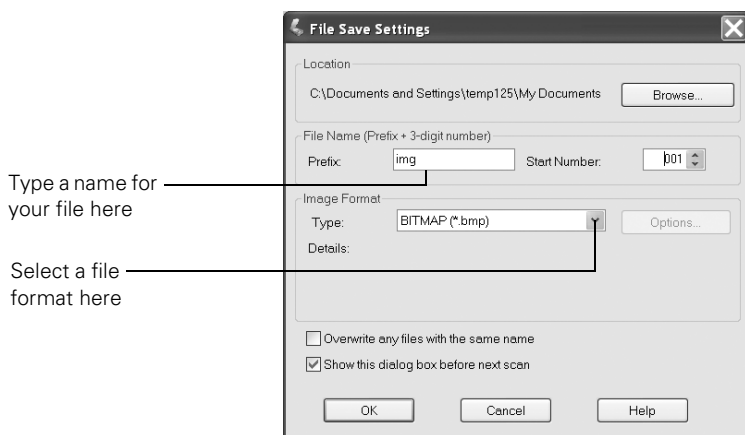 File Save Settings
Location
C:\Documents and Settings\temp125\My Documents
Browse...
File Name (Prefix + 3-digit number)
Prefix:
img
Start Number:
001
Type a name for
your file here
Image Format
Type:
BITMAP (*.bmp)
Options...
Details:
Select a file
format here
Overwrite any files with the same name
Show this dialog box before next scan
OK
Cancel
Help